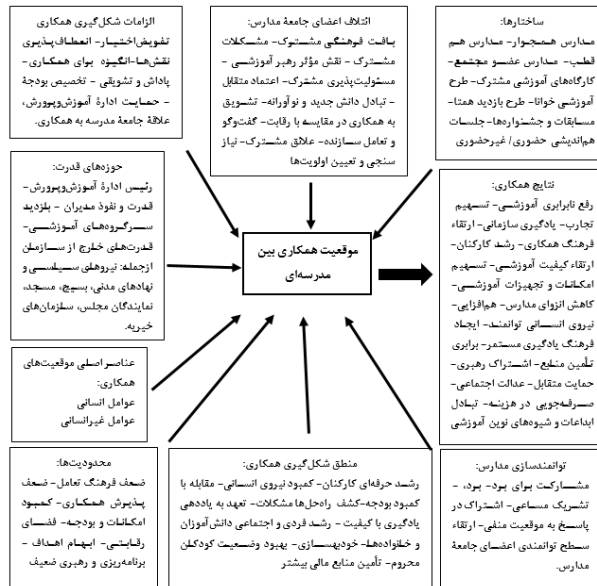 الزامات شکل‌گیری همکاری
تفویض‌اختیار- انعطاف‌پذیری
نقش‌ها- انگیزه برای همکاری-
پاداش و تشویقی - تخصیص بودجۀ
- حمایت ادارۀ آموزش‌وپرورش،
علاقۀ جامعۀ مدرسه به همکاری.
ائتلاف اعضای جامعۀ مدارس:
بافت فرهنگی مشترک- مشکلات
مشترک - نقش مؤثر رهبر آموزشی -
مسئولیت‌پذیری مشترک- اعتماد متقابل
- تبادل دانش جدید و نوآورانه- تشویق
به همکاری در مقایسه با رقابت- گفت‌وگو
و تعامل سازنده- علائق مشترک- نیاز
سنجی و تعیین اولویت‌ها
ساختارها:
مدارس همجوار- مدارس هم
قطب- مدارس عضو مجتمع-
کارگاه‌های آموزشی مشترک- طرح
آموزشی خوانا- طرح بازدید همتا-
مسابقات و جشنواره‌ها- جلسات
هم‌اندیشی حضوری/ غیرحضوری
حوزه‌های قدرت:
رئیس ادارۀ آموزش‌وپرورش-
قدرت و نفوذ مدیران - بازدید
سرگروه‌های آموزشی-
قدرت‌های خارج از سازمان
ازجمله: نیروهای سیاسی و
نهادهای مدنی، بسیج، مسجد،
نمایندگان مجلس، سازمان‌های
خیریه.
موقعیت همکاری بین
مدرسه‌ای
نتایج همکاری:
رفع نابرابری آموزشی- تسهیم
تجارب- یادگیری سازمانی- ارتقاء
فرهنگ همکاری- رشد کارکنان-
ارتقاء کیفیت آموزشی- تسهیم
امکانات و تجهیزات آموزشی-
کاهش انزوای مدارس- هم‌افزایی-
نیروی انسانی توانمند- ایجاد
فرهنگ یادگیری مستمر- برابری
تأمین منابع- اشتراک رهبری-
حمایت متقابل- عدالت اجتماعی-
صرفه‌جویی در هزینه- تبادل
ابداعات و شیوه‌های نوین آموزشی
عناصر اصلی موقعیت‌های
همکاری:
عوامل انسانی
عوامل غیرانسانی
محدودیت‌ها:
ضعف فرهنگ تعامل- ضعف
پذیرش همکاری- کمبود
امکانات و بودجه- فضای
رقابتی- ابهام اهداف -
برنامه‌ریزی و رهبری ضعیف
منطق شکل‌گیری همکاری:
رشد حرفه‌ای کارکنان- کمبود نیروی انسانی- مقابله با
کمبود بودجه-کشف راه‌حل‌ها مشکلات- تعهد به یاددهی
یادگیری با کیفیت - رشد فردی و اجتماعی دانش‌آموزان
و خانواده‌ها- خودبهسازی- بهبود وضعیت کودکان
محروم- تأمین منابع مالی بیشتر
توانمندسازی مدارس:
مشارکت برای برد- برد، -
تشریک مساعی- اشتراک در
پاسخ به موقعیت منفی- ارتقاء
سطح توانمندی اعضای جامعۀ
مدارس.